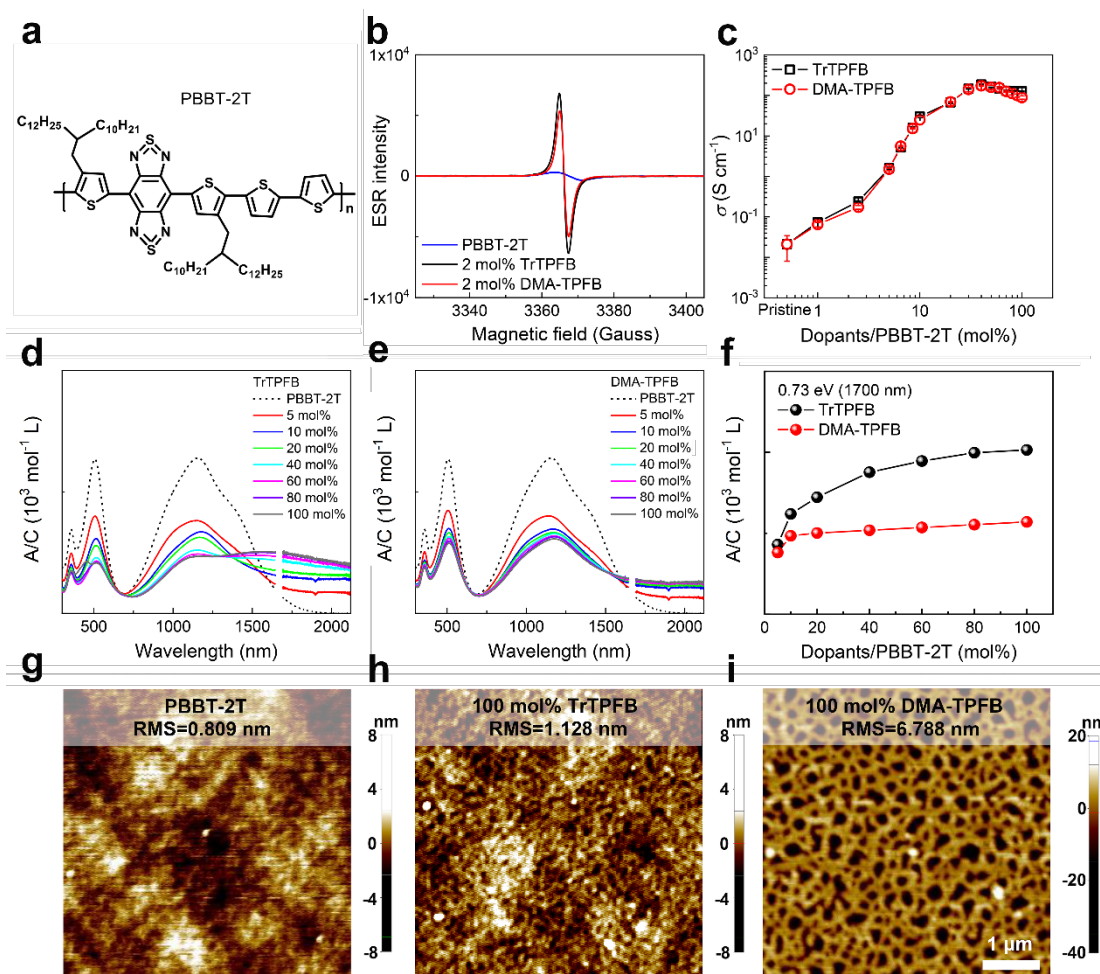 a
PBBT-2T
C12H25
C10H21
S
N
N
S
S
S
N
N
S
S
n
C10H21
C12H25
b
1x10^4
0
-1x10^4
ESR intensity
PBBT-2T
2 mol% TrTPFB
2 mol% DMA-TPFB
3340
3360
3380
3400
Magnetic field (Gauss)
c
TrTPFB
DMA-TPFB
10^3
10^1
10^-1
10^-3
σ (S cm^-1)
Pristine
1
10
100
Dopants/PBBT-2T (mol%)
d
TrTPFB
PBBT-2T
5 mol%
10 mol%
20 mol%
40 mol%
60 mol%
80 mol%
100 mol%
A/C (10^3 mol^-1 L)
500
1000
1500
2000
Wavelength (nm)
e
DMA-TPFB
PBBT-2T
5 mol%
10 mol%
20 mol%
40 mol%
60 mol%
80 mol%
100 mol%
A/C (10^3 mol^-1 L)
500
1000
1500
2000
Wavelength (nm)
f
0.73 eV (1700 nm)
TrTPFB
DMA-TPFB
A/C (10^3 mol^-1 L)
0
20
40
60
80
100
Dopants/PBBT-2T (mol%)
g
PBBT-2T
RMS=0.809 nm
nm
8
4
0
-4
-8
h
100 mol% TrTPFB
RMS=1.128 nm
nm
8
4
0
-4
-8
i
100 mol% DMA-TPFB
RMS=6.788 nm
1 μm
nm
20
0
-20
-40